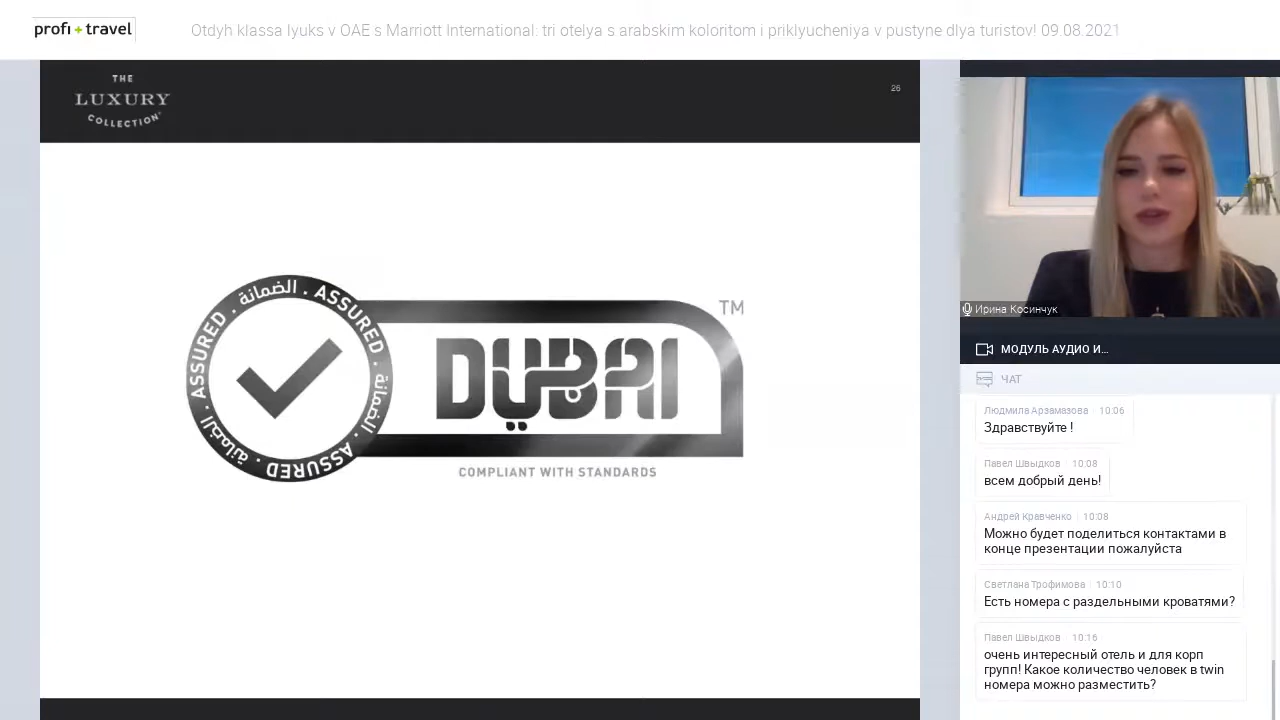 profi + travel
Otdyh klassa lyuks v OAE s Marriott International: tri otelya s arabskim koloritom i priklyucheniya v pustyne dlya turistov! 09.08.2021
THE
LUXURY
COLLECTION
26
ASSURED . الضمانة . ASSURED . الضمانة . ASSURED . الضمانة .
DUBAI
TM
COMPLIANT WITH STANDARDS
Ирина Косинчук
МОДУЛЬ АУДИО И...
ЧАТ
Людмила Арзамазова 10:06
Здравствуйте !
Павел Швыдков 10:08
всем добрый день!
Андрей Кравченко 10:08
Можно будет поделиться контактами в
конце презентации пожалуйста
Светлана Трофимова 10:10
Есть номера с раздельными кроватями?
Павел Швыдков 10:16
очень интересный отель и для корп
групп! Какое количество человек в twin
номера можно разместить?